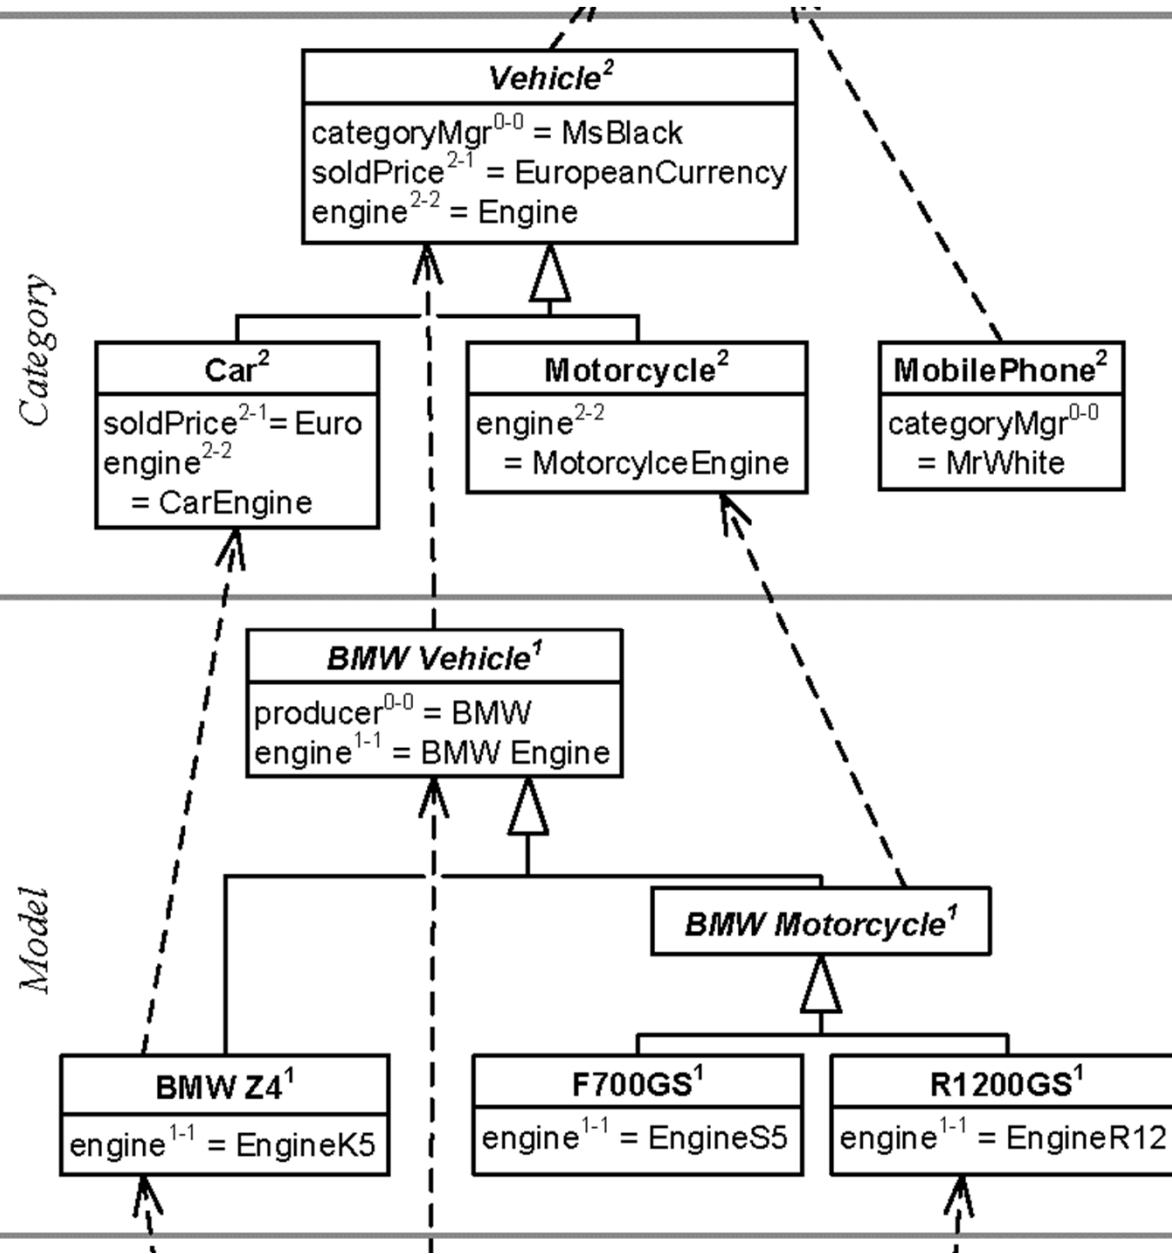 Category
Vehicle²
categoryMgr⁰⁻⁰ = MsBlack
soldPrice²⁻¹ = EuropeanCurrency
engine²⁻² = Engine
Car²
soldPrice²⁻¹= Euro
engine²⁻²
= CarEngine
Motorcycle²
engine²⁻²
= MotorcylceEngine
MobilePhone²
categoryMgr⁰⁻⁰
= MrWhite
Model
BMW Vehicle¹
producer⁰⁻⁰ = BMW
engine¹⁻¹ = BMW Engine
BMW Motorcycle¹
BMW Z4¹
engine¹⁻¹ = EngineK5
F700GS¹
engine¹⁻¹ = EngineS5
R1200GS¹
engine¹⁻¹ = EngineR12